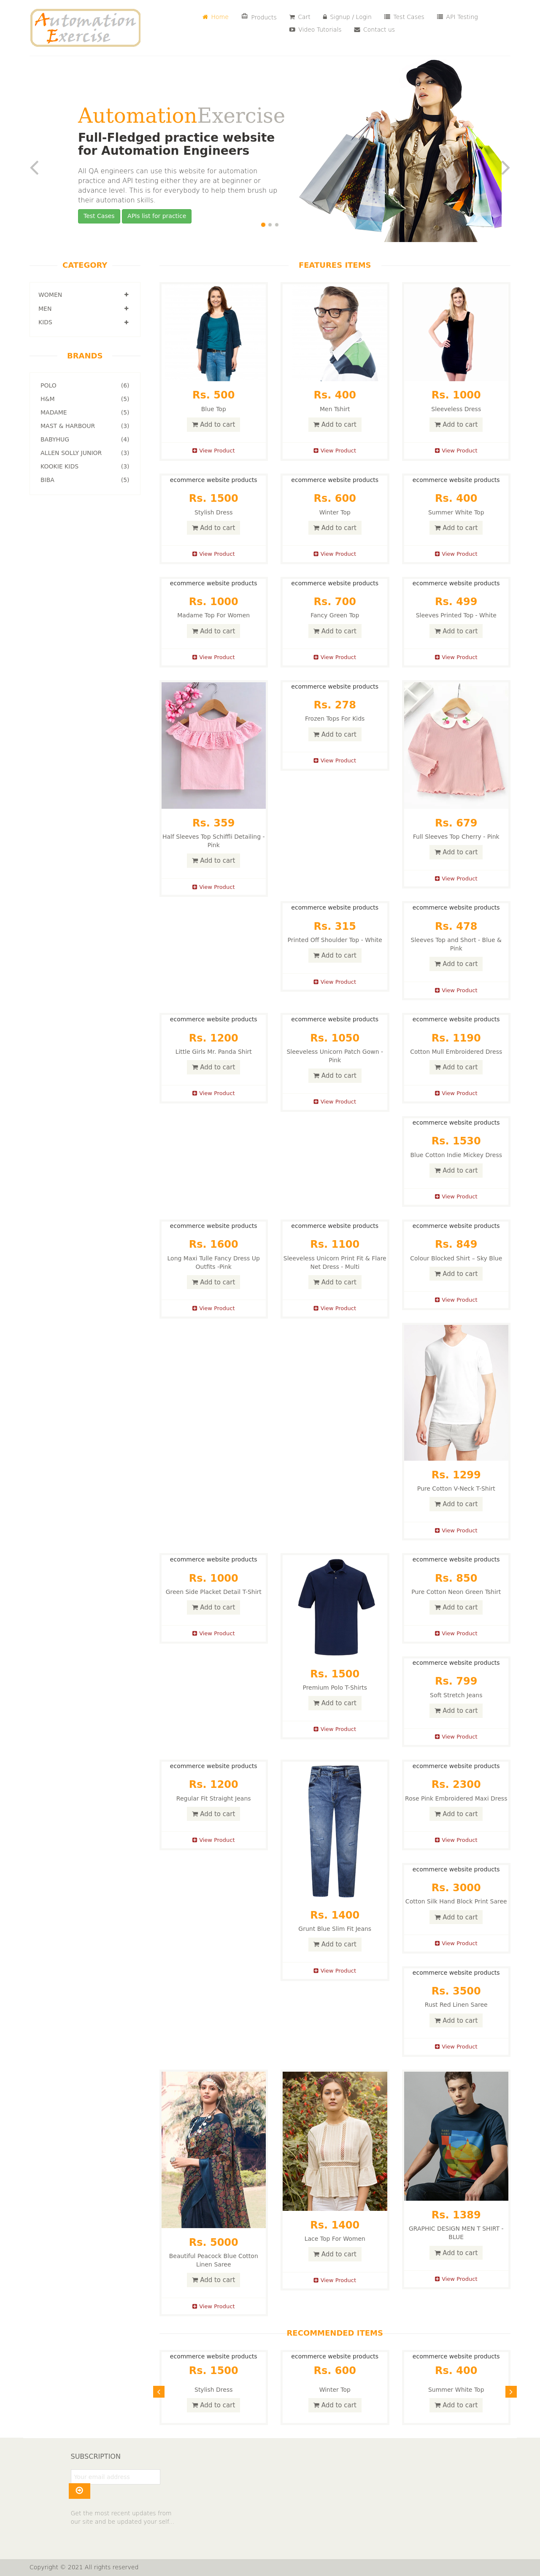 Automation
Exercise
Home
Products
Cart
Signup / Login
Test Cases
API Testing
Video Tutorials
Contact us
AutomationExercise
Full-Fledged practice website
for Automation Engineers
All QA engineers can use this website for automation
practice and API testing either they are at beginner or
advance level. This is for everybody to help them brush up
their automation skills.
Test Cases
APIs list for practice
CATEGORY
WOMEN
MEN
KIDS
BRANDS
POLO (6)
H&M (5)
MADAME (5)
MAST & HARBOUR (3)
BABYHUG (4)
ALLEN SOLLY JUNIOR (3)
KOOKIE KIDS (3)
BIBA (5)
FEATURES ITEMS
Rs. 500
Blue Top
Add to cart
View Product
Rs. 400
Men Tshirt
Add to cart
View Product
Rs. 1000
Sleeveless Dress
Add to cart
View Product
ecommerce website products
Rs. 1500
Stylish Dress
Add to cart
View Product
ecommerce website products
Rs. 600
Winter Top
Add to cart
View Product
ecommerce website products
Rs. 400
Summer White Top
Add to cart
View Product
ecommerce website products
Rs. 1000
Madame Top For Women
Add to cart
View Product
ecommerce website products
Rs. 700
Fancy Green Top
Add to cart
View Product
ecommerce website products
Rs. 499
Sleeves Printed Top - White
Add to cart
View Product
Rs. 359
Half Sleeves Top Schiffli Detailing -
Pink
Add to cart
View Product
ecommerce website products
Rs. 278
Frozen Tops For Kids
Add to cart
View Product
Rs. 679
Full Sleeves Top Cherry - Pink
Add to cart
View Product
ecommerce website products
Rs. 315
Printed Off Shoulder Top - White
Add to cart
View Product
ecommerce website products
Rs. 478
Sleeves Top and Short - Blue &
Pink
Add to cart
View Product
ecommerce website products
Rs. 1200
Little Girls Mr. Panda Shirt
Add to cart
View Product
ecommerce website products
Rs. 1050
Sleeveless Unicorn Patch Gown -
Pink
Add to cart
View Product
ecommerce website products
Rs. 1190
Cotton Mull Embroidered Dress
Add to cart
View Product
ecommerce website products
Rs. 1530
Blue Cotton Indie Mickey Dress
Add to cart
View Product
ecommerce website products
Rs. 1600
Long Maxi Tulle Fancy Dress Up
Outfits -Pink
Add to cart
View Product
ecommerce website products
Rs. 1100
Sleeveless Unicorn Print Fit & Flare
Net Dress - Multi
Add to cart
View Product
ecommerce website products
Rs. 849
Colour Blocked Shirt – Sky Blue
Add to cart
View Product
Rs. 1299
Pure Cotton V-Neck T-Shirt
Add to cart
View Product
ecommerce website products
Rs. 1000
Green Side Placket Detail T-Shirt
Add to cart
View Product
Rs. 1500
Premium Polo T-Shirts
Add to cart
View Product
ecommerce website products
Rs. 850
Pure Cotton Neon Green Tshirt
Add to cart
View Product
ecommerce website products
Rs. 799
Soft Stretch Jeans
Add to cart
View Product
ecommerce website products
Rs. 1200
Regular Fit Straight Jeans
Add to cart
View Product
Rs. 1400
Grunt Blue Slim Fit Jeans
Add to cart
View Product
ecommerce website products
Rs. 2300
Rose Pink Embroidered Maxi Dress
Add to cart
View Product
ecommerce website products
Rs. 3000
Cotton Silk Hand Block Print Saree
Add to cart
View Product
ecommerce website products
Rs. 3500
Rust Red Linen Saree
Add to cart
View Product
Rs. 5000
Beautiful Peacock Blue Cotton
Linen Saree
Add to cart
View Product
Rs. 1400
Lace Top For Women
Add to cart
View Product
Rs. 1389
GRAPHIC DESIGN MEN T SHIRT -
BLUE
Add to cart
View Product
RECOMMENDED ITEMS
ecommerce website products
Rs. 1500
Stylish Dress
Add to cart
ecommerce website products
Rs. 600
Winter Top
Add to cart
ecommerce website products
Rs. 400
Summer White Top
Add to cart
SUBSCRIPTION
Your email address
Get the most recent updates from
our site and be updated your self...
Copyright © 2021 All rights reserved